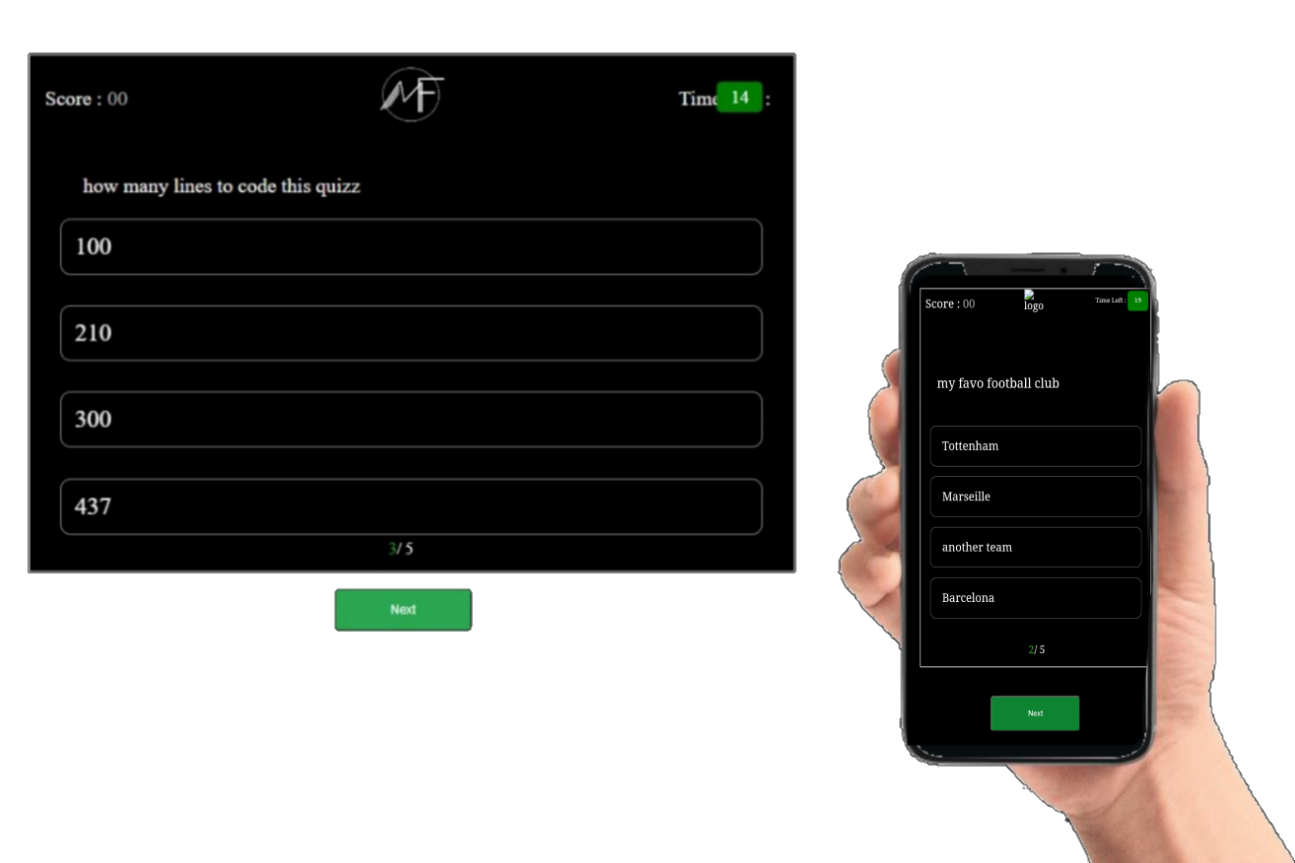 Score : 00
MF
Time 14 :
how many lines to code this quizz
100
210
300
437
3/ 5
Next
Score : 00
logo
Time Left : 19
my favo football club
Tottenham
Marseille
another team
Barcelona
2/ 5
Next